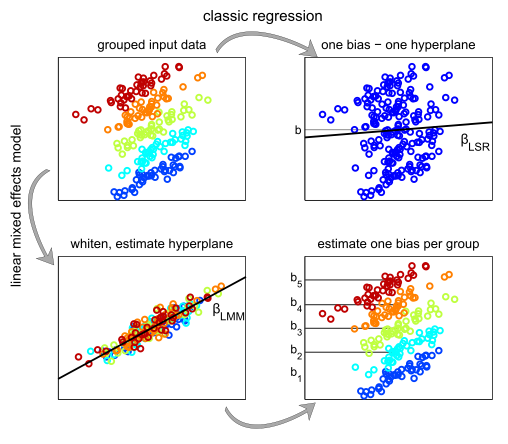 classic regression
grouped input data
one bias − one hyperplane
b
βLSR
linear mixed effects model
whiten, estimate hyperplane
estimate one bias per group
βLMM
b5
b4
b3
b2
b1